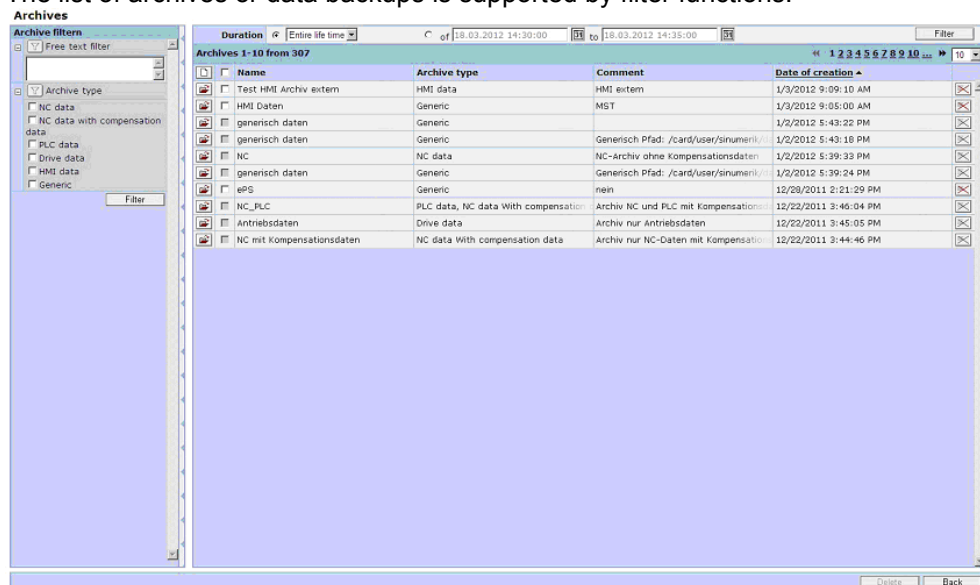 The list of archives or data backups is supported by filter functions.
Archives
Archive filtern
Free text filter
Archive type
NC data
NC data with compensation
data
PLC data
Drive data
HMI data
Generic
Filter
Duration Entire life time of 18.03.2012 14:30:00 to 18.03.2012 14:35:00 Filter
Archives 1-10 from 307 « 1 2 3 4 5 6 7 8 9 10 ... » 10
Name Archive type Comment Date of creation
Test HMI Archiv extern HMI data HMI extern 1/3/2012 9:09:10 AM
HMI Daten Generic MST 1/3/2012 9:05:00 AM
generisch daten Generic 1/2/2012 5:43:22 PM
generisch daten Generic Generisch Pfad: /card/user/sinumerik/ 1/2/2012 5:43:18 PM
NC NC data NC-Archiv ohne Kompensationsdaten 1/2/2012 5:39:33 PM
generisch daten Generic Generisch Pfad: /card/user/sinumerik/ 1/2/2012 5:39:24 PM
ePS Generic nein 12/28/2011 2:21:29 PM
NC_PLC PLC data, NC data With compensation Archiv NC und PLC mit Kompensations 12/22/2011 3:46:04 PM
Antriebsdaten Drive data Archiv nur Antriebsdaten 12/22/2011 3:45:05 PM
NC mit Kompensationsdaten NC data With compensation data Archiv nur NC-Daten mit Kompensation 12/22/2011 3:44:46 PM
Delete Back